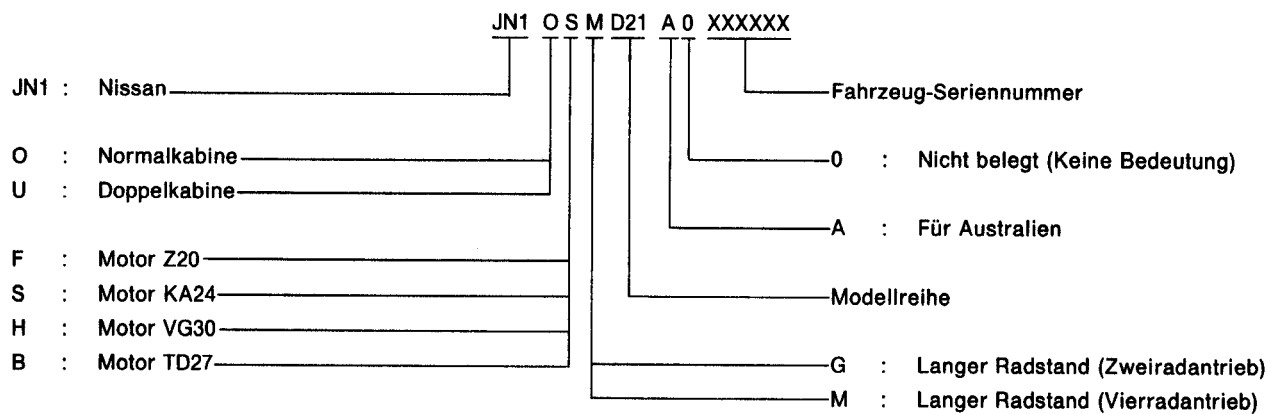 JN1 O S M D21 A 0 XXXXXX
JN1 : Nissan
Fahrzeug-Seriennummer
O : Normalkabine
0 : Nicht belegt (Keine Bedeutung)
U : Doppelkabine
A : Für Australien
F : Motor Z20
S : Motor KA24
Modellreihe
H : Motor VG30
B : Motor TD27
G : Langer Radstand (Zweiradantrieb)
M : Langer Radstand (Vierradantrieb)